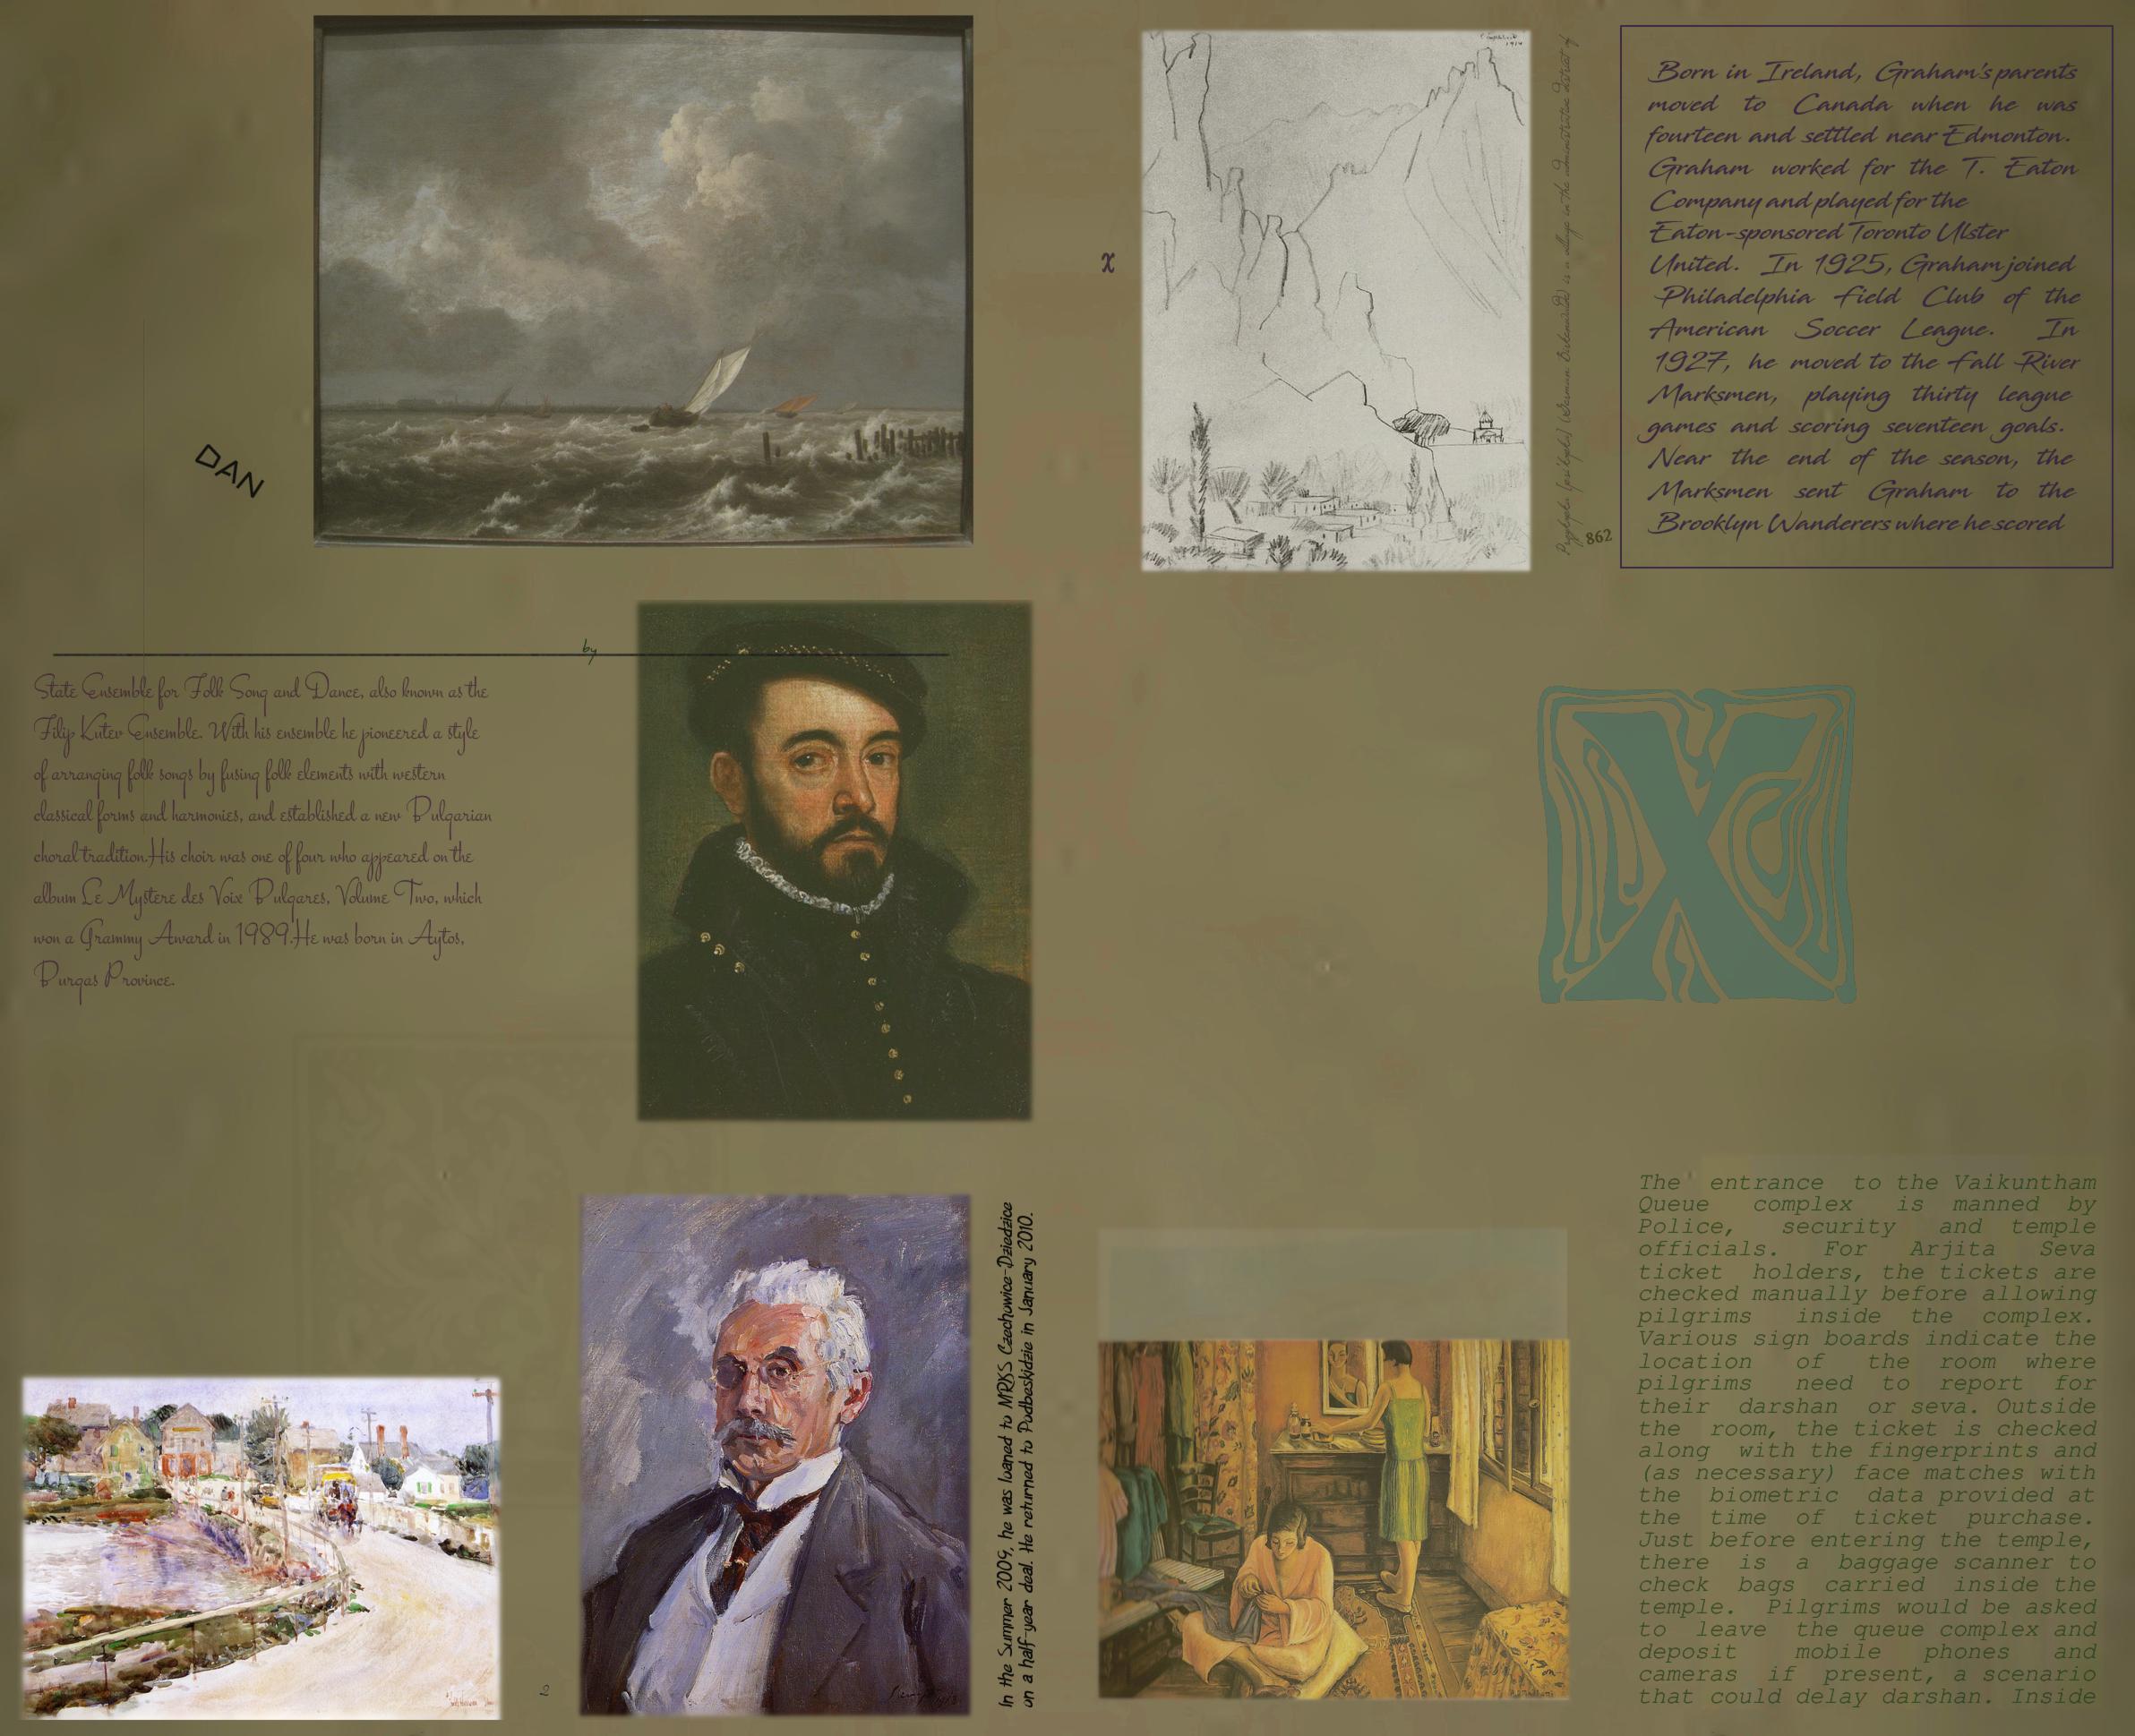 Born in Ireland, Graham's parents
moved to Canada when he was
fourteen and settled near Edmonton.
Graham worked for the T. Eaton
Company and played for the
Eaton-sponsored Toronto Ulster
United. In 1925, Graham joined
Philadelphia Field Club of the
American Soccer League. In
1927, he moved to the Fall River
Marksmen, playing thirty league
games and scoring seventeen goals.
Near the end of the season, the
Marksmen sent Graham to the
Brooklyn Wanderers where he scored
is a village in the administrative district of
862
x
DAN
by
State Ensemble for Folk Song and Dance, also known as the
Filip Kutev Ensemble. With his ensemble he pioneered a style
of arranging folk songs by fusing folk elements with western
classical forms and harmonies, and established a new Bulgarian
choral tradition.His choir was one of four who appeared on the
album Le Mystere des Voix Bulgares, Volume Two, which
won a Grammy Award in 1989.He was born in Aytos,
Burgas Province.
X
In the Summer 2009, he was loaned to MRKS Czechowice-Dziedzice
on a half-year deal. He returned to Podbeskidzie in January 2010.
The entrance to the Vaikuntham
Queue complex is manned by
Police, security and temple
officials. For Arjita Seva
ticket holders, the tickets are
checked manually before allowing
pilgrims inside the complex.
Various sign boards indicate the
location of the room where
pilgrims need to report for
their darshan or seva. Outside
the room, the ticket is checked
along with the fingerprints and
(as necessary) face matches with
the biometric data provided at
the time of ticket purchase.
Just before entering the temple,
there is a baggage scanner to
check bags carried inside the
temple. Pilgrims would be asked
to leave the queue complex and
deposit mobile phones and
cameras if present, a scenario
that could delay darshan. Inside